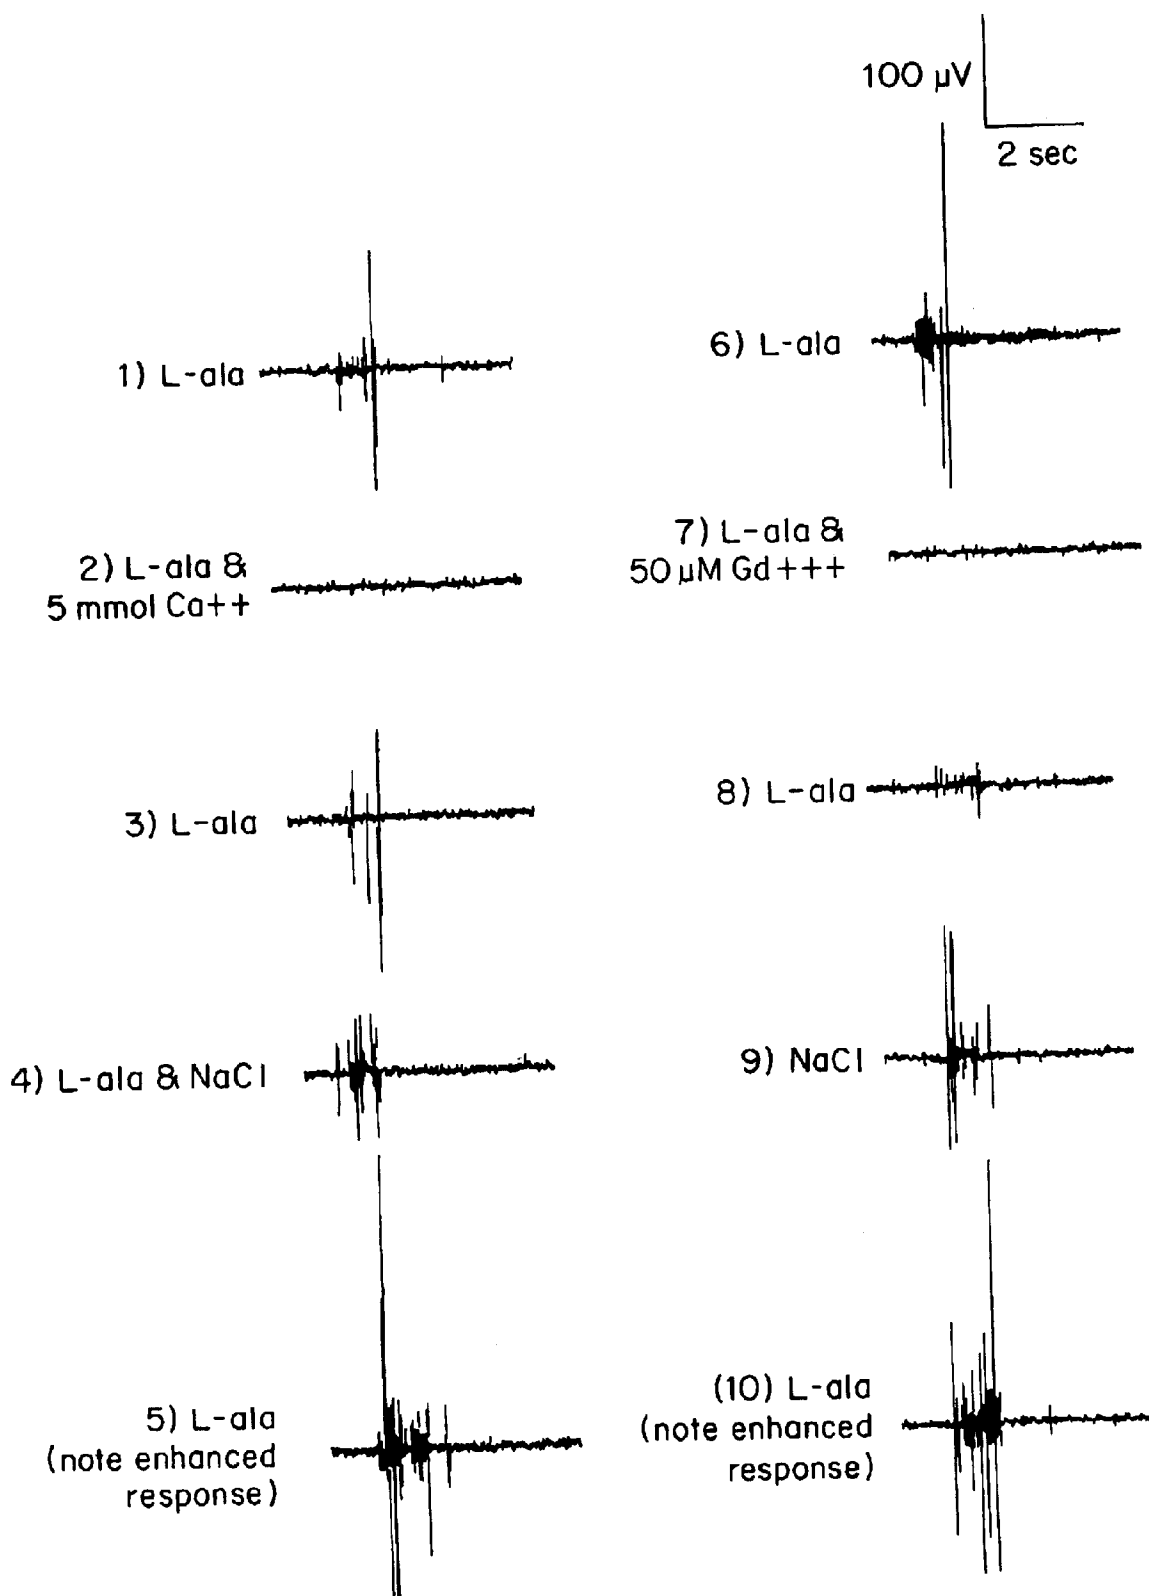 100 µV
2 sec
1) L-ala
2) L-ala &
5 mmol Ca++
3) L-ala
4) L-ala & NaCl
5) L-ala
(note enhanced
response)
6) L-ala
7) L-ala &
50 µM Gd+++
8) L-ala
9) NaCl
(10) L-ala
(note enhanced
response)